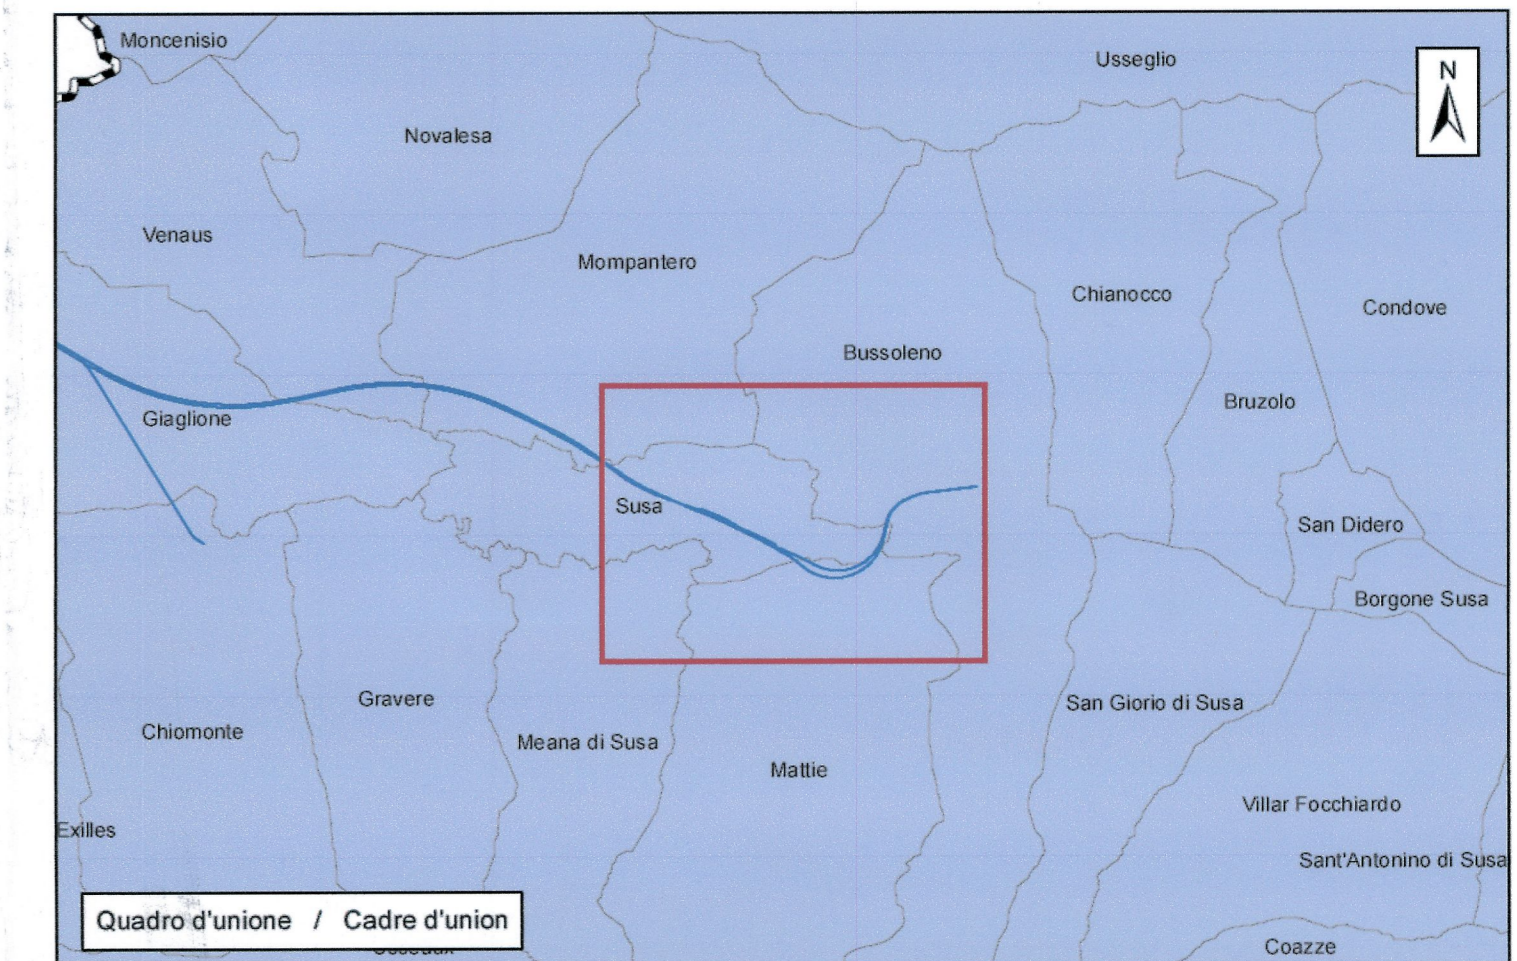 Moncenisio
Usseglio
N
Novalesa
Venaus
Mompantero
Chianocco
Condove
Bussoleno
Bruzolo
Giaglione
Susa
San Didero
Borgone Susa
Gravere
San Giorio di Susa
Chiomonte
Meana di Susa
Mattie
Villar Focchiardo
Exilles
Sant'Antonino di Susa
Quadro d'unione / Cadre d'union
Coazze